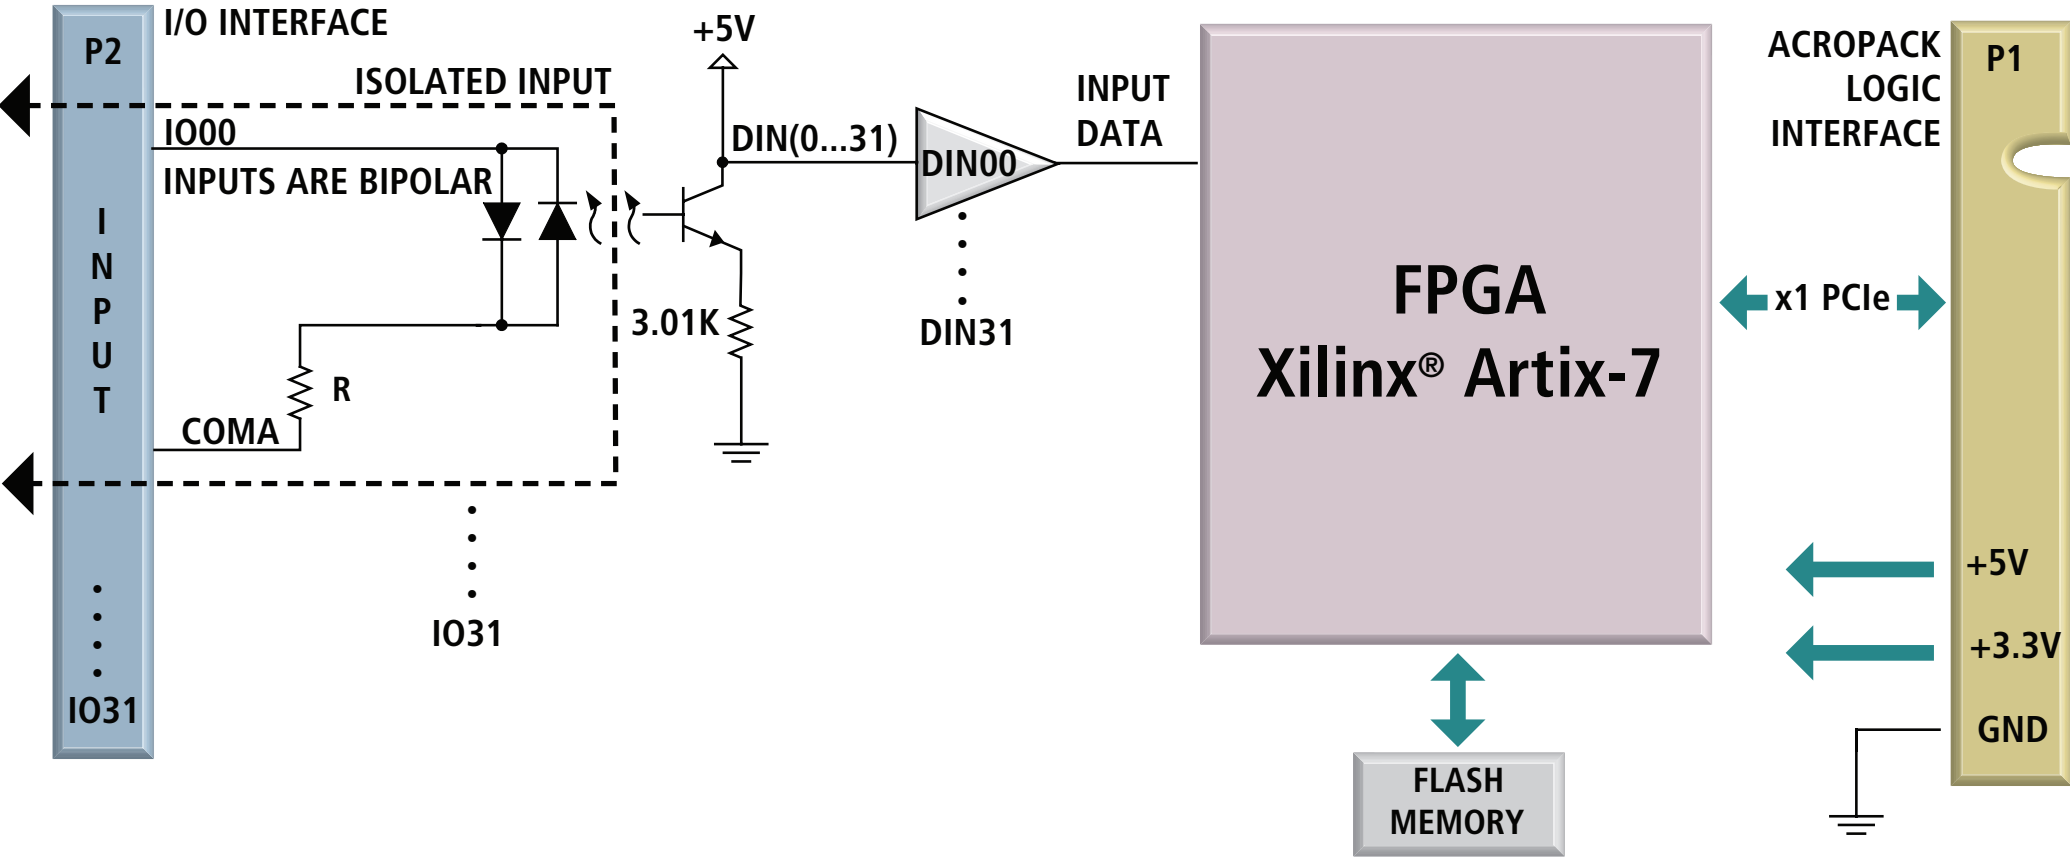 P2
I/O INTERFACE
ISOLATED INPUT
IO00
INPUTS ARE BIPOLAR
I
N
P
U
T
R
COMA
IO31
IO31
+5V
DIN(0...31)
3.01K
DIN00
DIN31
INPUT
DATA
FPGA
Xilinx® Artix-7
FLASH
MEMORY
x1 PCIe
ACROPACK
LOGIC
INTERFACE
P1
+5V
+3.3V
GND